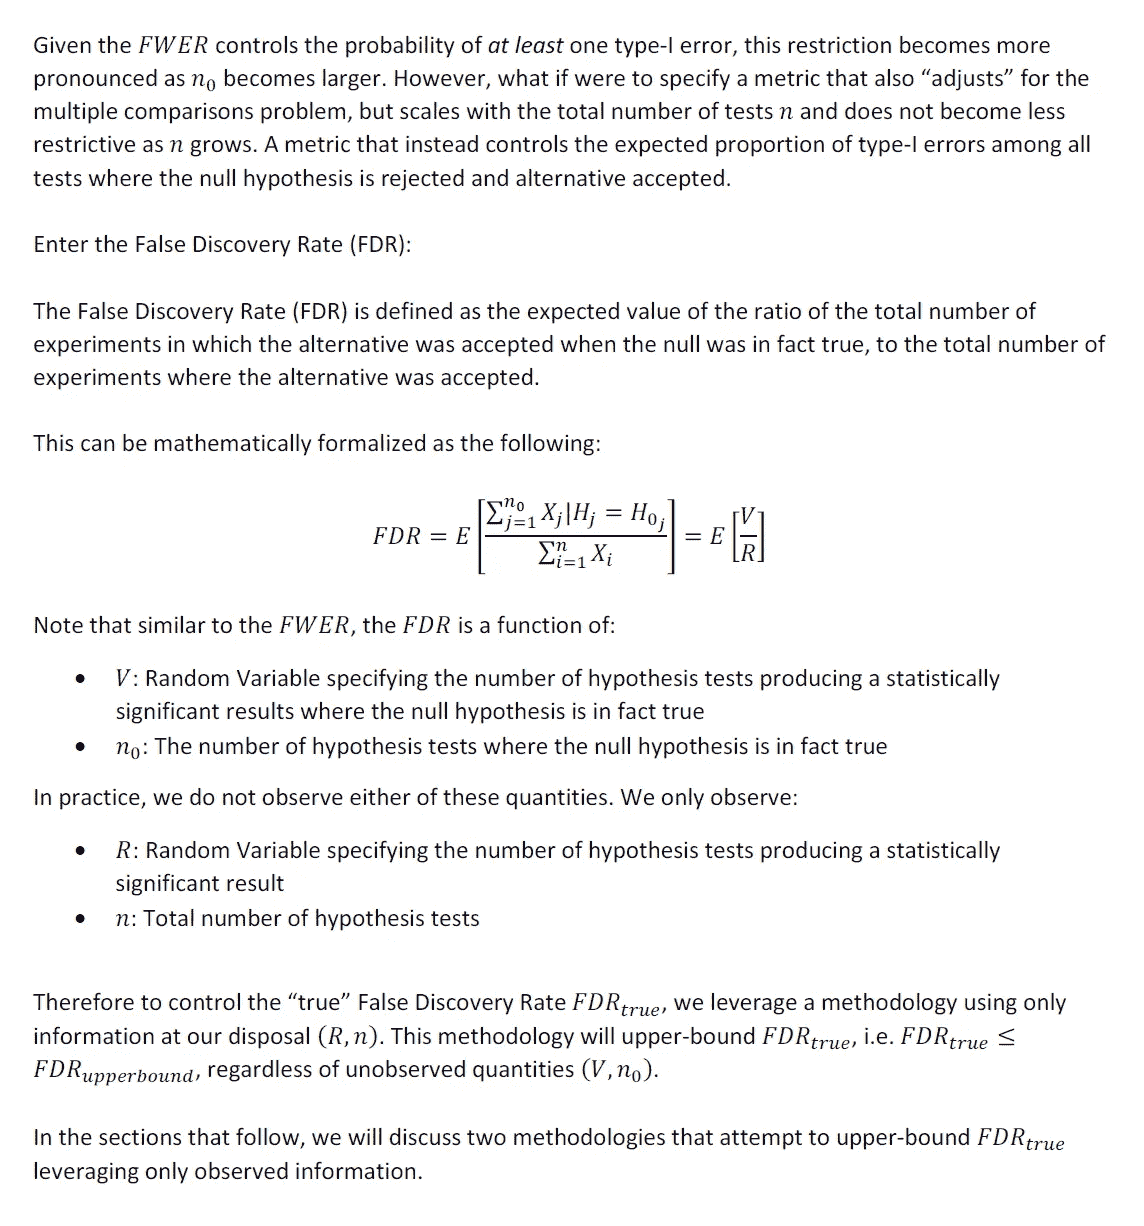 Given the FWER controls the probability of at least one type-I error, this restriction becomes more
pronounced as n₀ becomes larger. However, what if were to specify a metric that also “adjusts” for the
multiple comparisons problem, but scales with the total number of tests n and does not become less
restrictive as n grows. A metric that instead controls the expected proportion of type-I errors among all
tests where the null hypothesis is rejected and alternative accepted.
Enter the False Discovery Rate (FDR):
The False Discovery Rate (FDR) is defined as the expected value of the ratio of the total number of
experiments in which the alternative was accepted when the null was in fact true, to the total number of
experiments where the alternative was accepted.
This can be mathematically formalized as the following:
FDR = E [ (∑_{j=1}^{n₀} X_j|H_j = H_{0_j}) / (∑_{i=1}^{n} X_i) ] = E [ V / R ]
Note that similar to the FWER, the FDR is a function of:
• V: Random Variable specifying the number of hypothesis tests producing a statistically
significant results where the null hypothesis is in fact true
• n₀: The number of hypothesis tests where the null hypothesis is in fact true
In practice, we do not observe either of these quantities. We only observe:
• R: Random Variable specifying the number of hypothesis tests producing a statistically
significant result
• n: Total number of hypothesis tests
Therefore to control the “true” False Discovery Rate FDR_{true}, we leverage a methodology using only
information at our disposal (R, n). This methodology will upper-bound FDR_{true}, i.e. FDR_{true} ≤
FDR_{upperbound}, regardless of unobserved quantities (V, n₀).
In the sections that follow, we will discuss two methodologies that attempt to upper-bound FDR_{true}
leveraging only observed information.